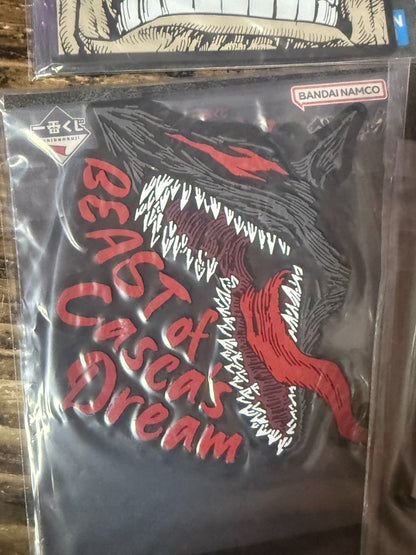 一番くじ
ICHIBANKUJI
BANDAI NAMCO
BEAST of
Casca's
Dream